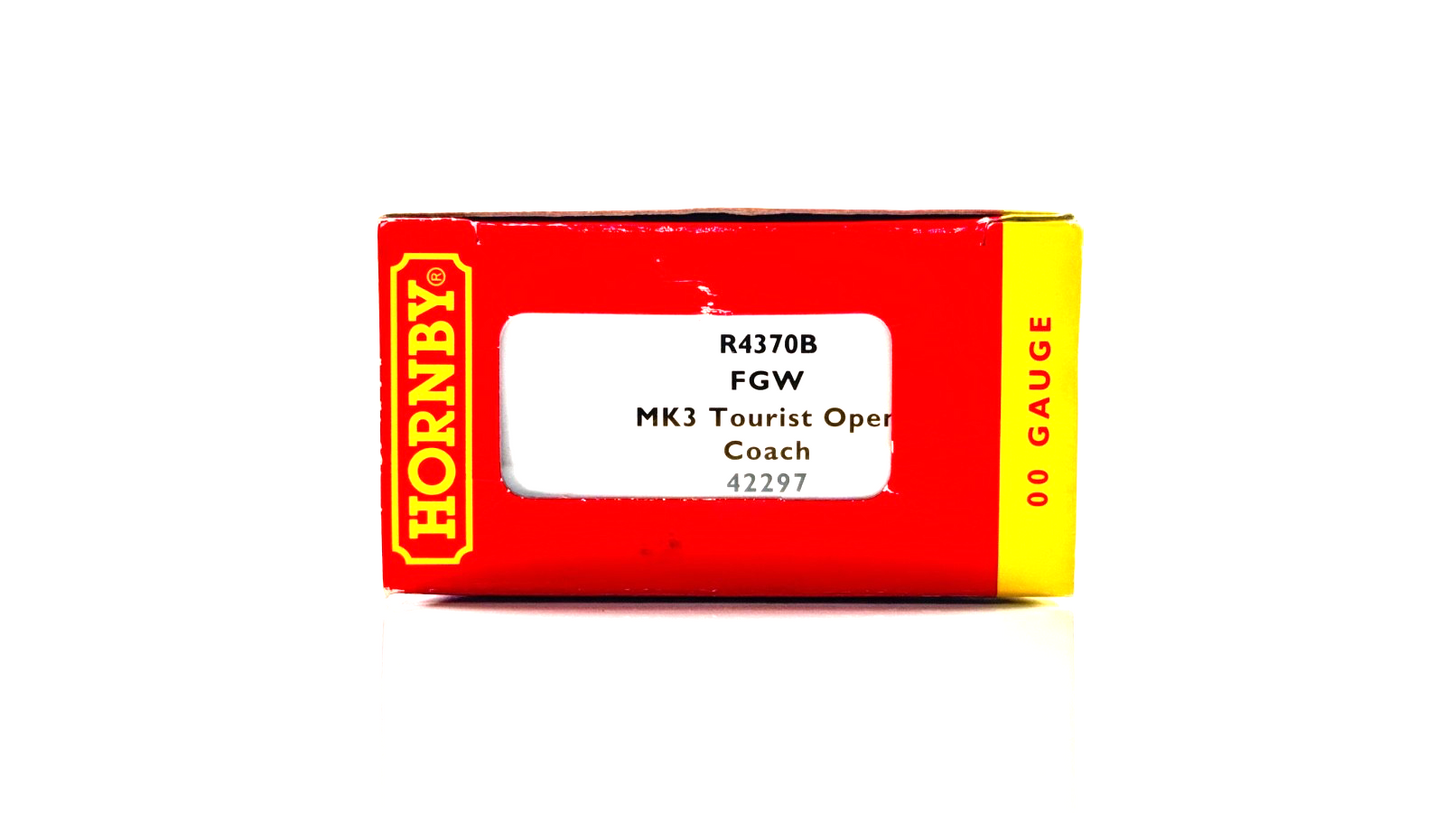 HORNBY®
R4370B
FGW
MK3 Tourist Oper
Coach
42297
00 GAUGE